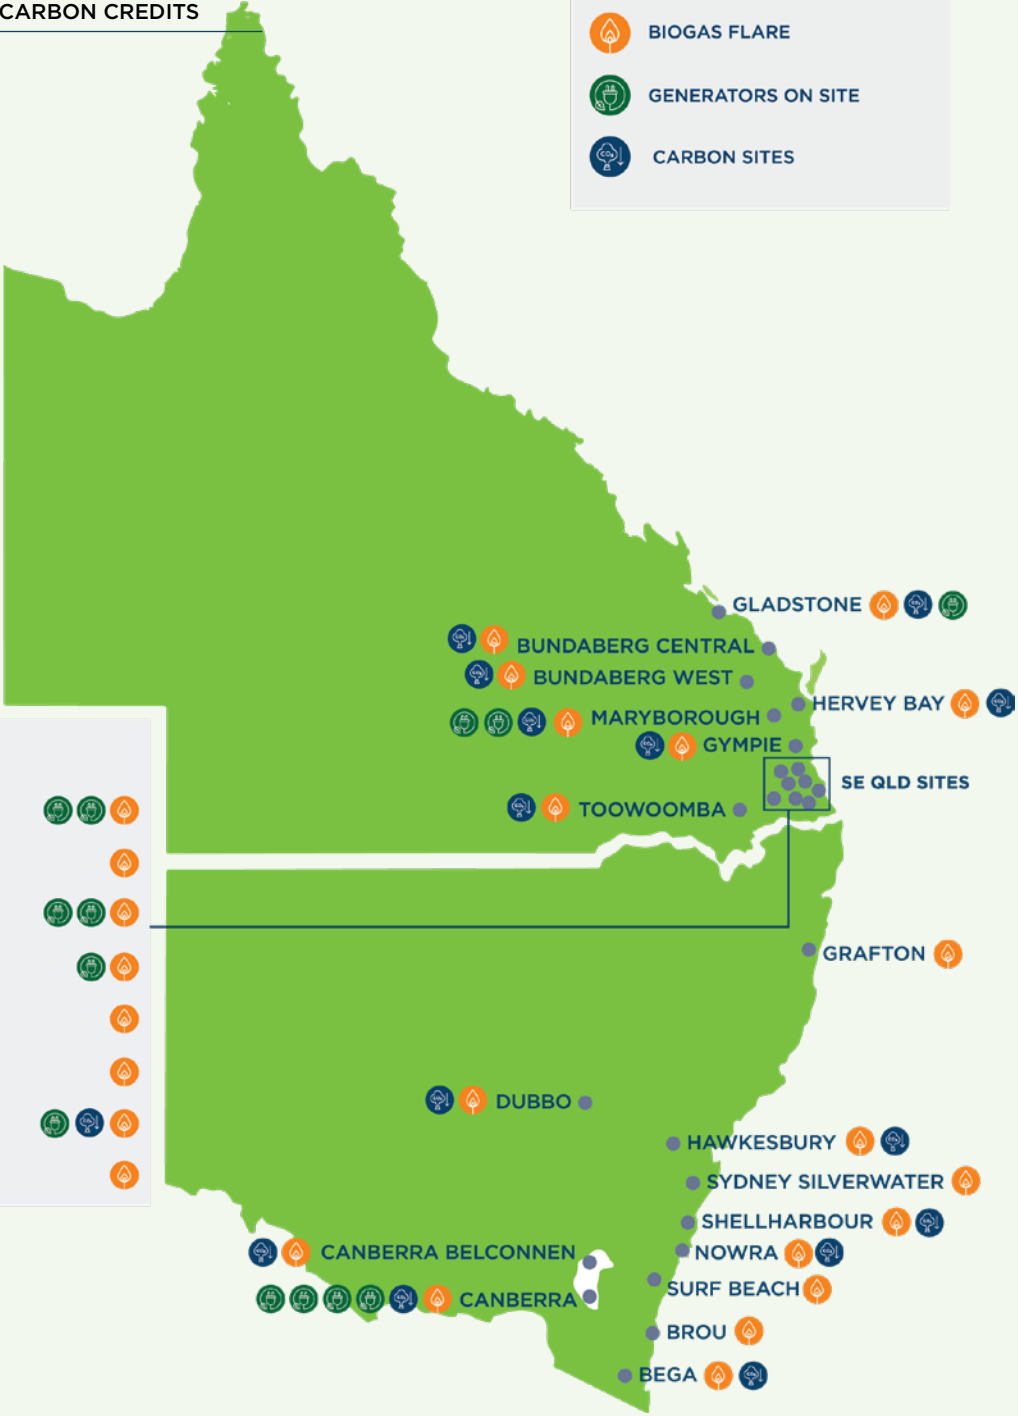 CARBON CREDITS
BIOGAS FLARE
GENERATORS ON SITE
CARBON SITES
GLADSTONE
BUNDABERG CENTRAL
BUNDABERG WEST
HERVEY BAY
MARYBOROUGH
GYMPIE
SE QLD SITES
TOOWOOMBA
GRAFTON
DUBBO
HAWKESBURY
SYDNEY SILVERWATER
SHELLHARBOUR
CANBERRA BELCONNEN
NOWRA
SURF BEACH
CANBERRA
BROU
BEGA